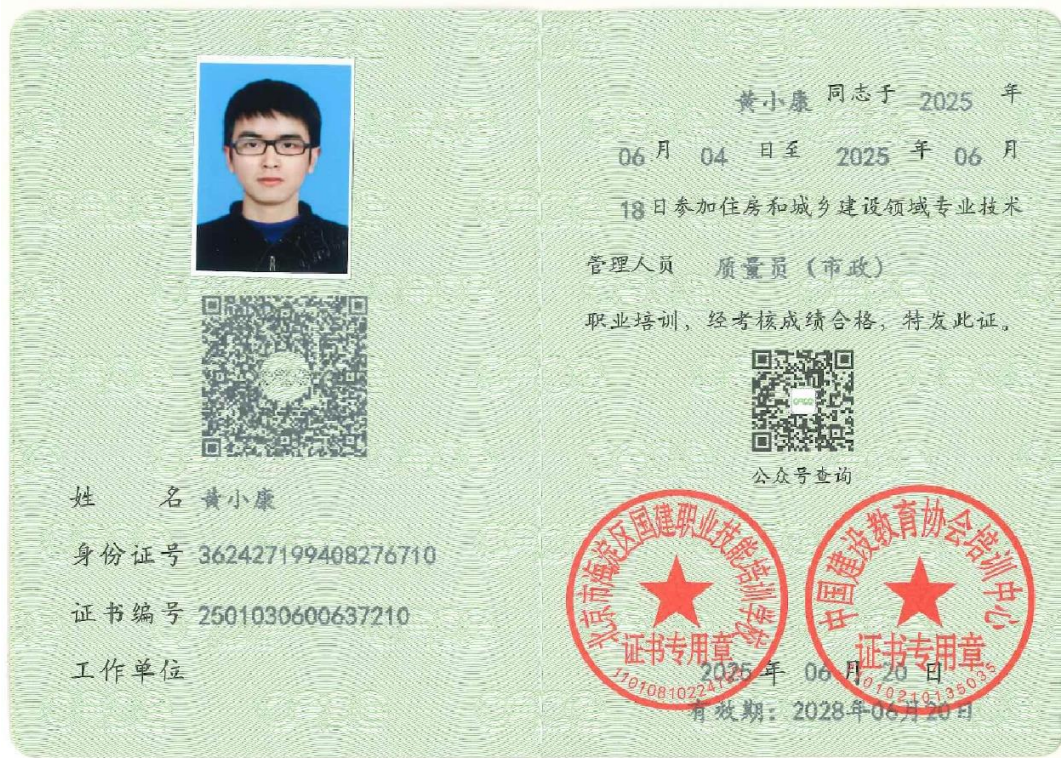 姓 名 黄小康
身份证号 362427199408276710
证书编号 2501030600637210
工作单位
黄小康 同志于 2025 年
06 月 04 日至 2025 年 06 月
18 日参加住房和城乡建设领域专业技术
管理人员 质量员（市政）
职业培训，经考核成绩合格，特发此证。
公众号查询
北京市海淀区国建职业技能培训学校
证书专用章
中国建设教育协会培训中心
证书专用章
2025 年 06 月 20 日
有效期：2028年06月20日